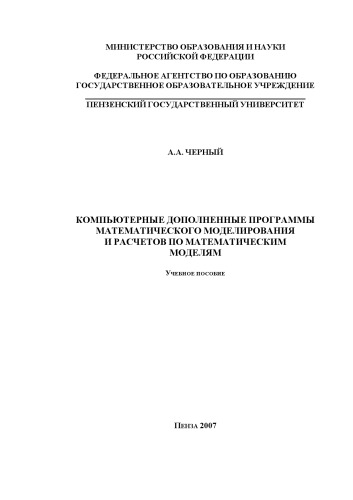 МИНИСТЕРСТВО ОБРАЗОВАНИЯ И НАУКИ
РОССИЙСКОЙ ФЕДЕРАЦИИ
ФЕДЕРАЛЬНОЕ АГЕНТСТВО ПО ОБРАЗОВАНИЮ
ГОСУДАРСТВЕННОЕ ОБРАЗОВАТЕЛЬНОЕ УЧРЕЖДЕНИЕ
ПЕНЗЕНСКИЙ ГОСУДАРСТВЕННЫЙ УНИВЕРСИТЕТ
А.А. ЧЕРНЫЙ
КОМПЬЮТЕРНЫЕ ДОПОЛНЕННЫЕ ПРОГРАММЫ
МАТЕМАТИЧЕСКОГО МОДЕЛИРОВАНИЯ
И РАСЧЕТОВ ПО МАТЕМАТИЧЕСКИМ
МОДЕЛЯМ
УЧЕБНОЕ ПОСОБИЕ
ПЕНЗА 2007